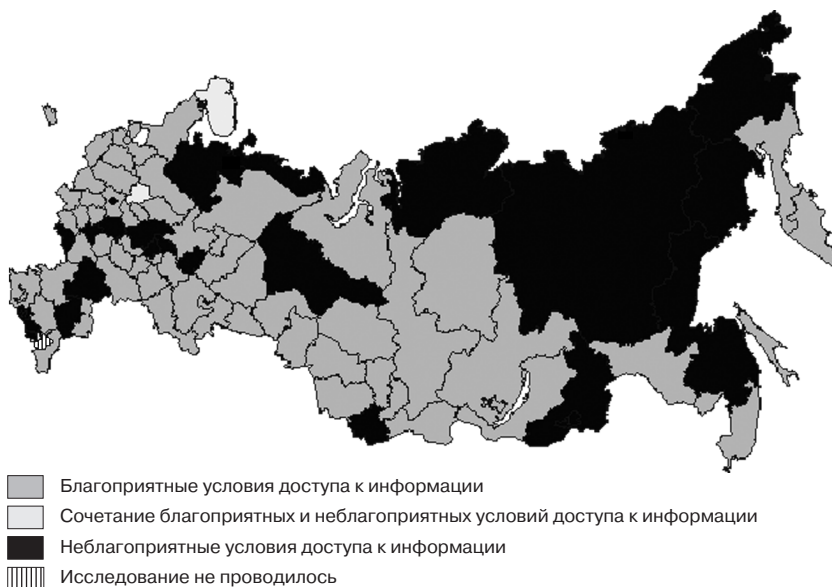 Благоприятные условия доступа к информации
Сочетание благоприятных и неблагоприятных условий доступа к информации
Неблагоприятные условия доступа к информации
Исследование не проводилось